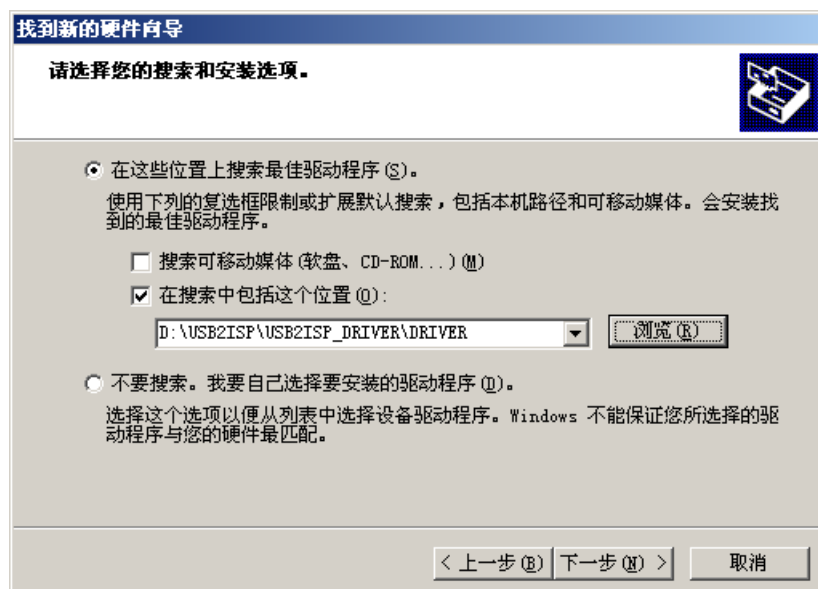 找到新的硬件向导
请选择您的搜索和安装选项。
在这些位置上搜索最佳驱动程序(S)。
使用下列的复选框限制或扩展默认搜索，包括本机路径和可移动媒体。会安装找
到的最佳驱动程序。
搜索可移动媒体(软盘、CD-ROM...)(M)
在搜索中包括这个位置(O):
D:\USB2ISP\USB2ISP_DRIVER\DRIVER
浏览(R)
不要搜索。我要自己选择要安装的驱动程序(D)。
选择这个选项以便从列表中选择设备驱动程序。Windows 不能保证您所选择的驱
动程序与您的硬件最匹配。
< 上一步(B) 下一步(N) > 取消